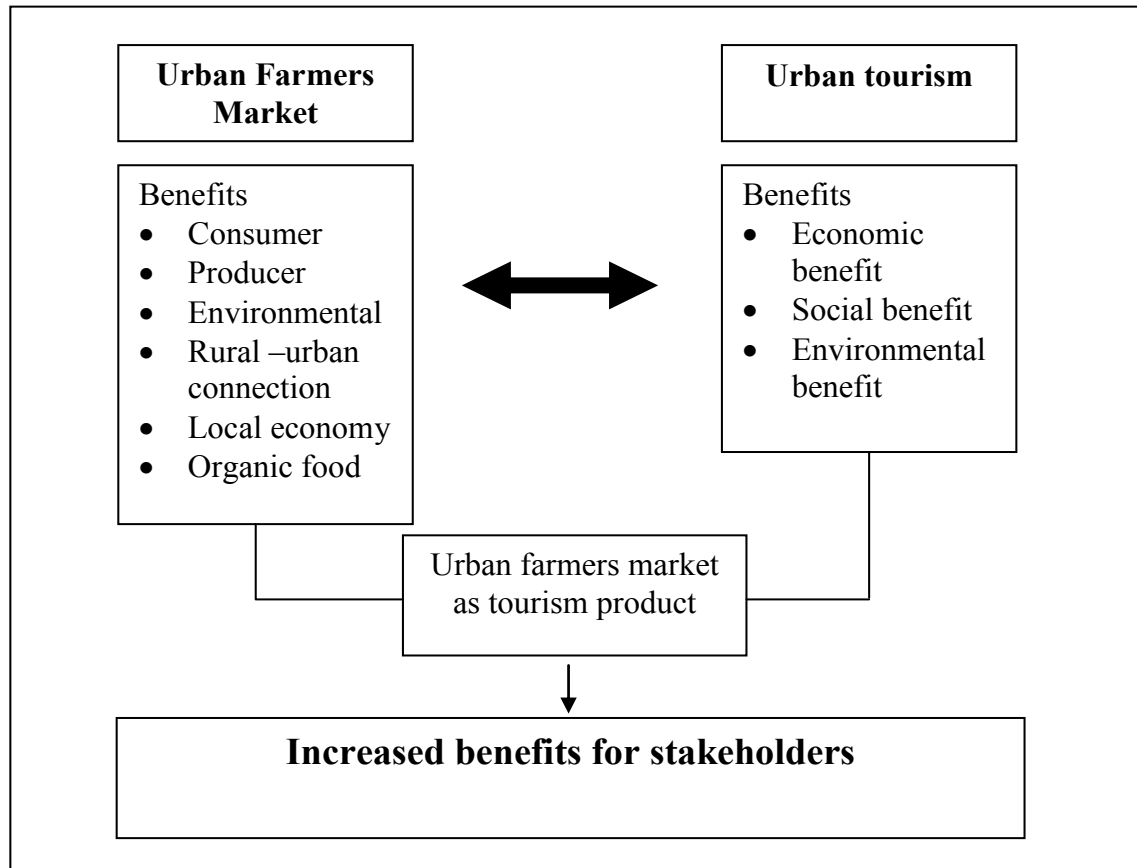 Urban Farmers
Market
Urban tourism
Benefits
• Consumer
• Producer
• Environmental
• Rural –urban
connection
• Local economy
• Organic food
Benefits
• Economic
benefit
• Social benefit
• Environmental
benefit
Urban farmers market
as tourism product
Increased benefits for stakeholders